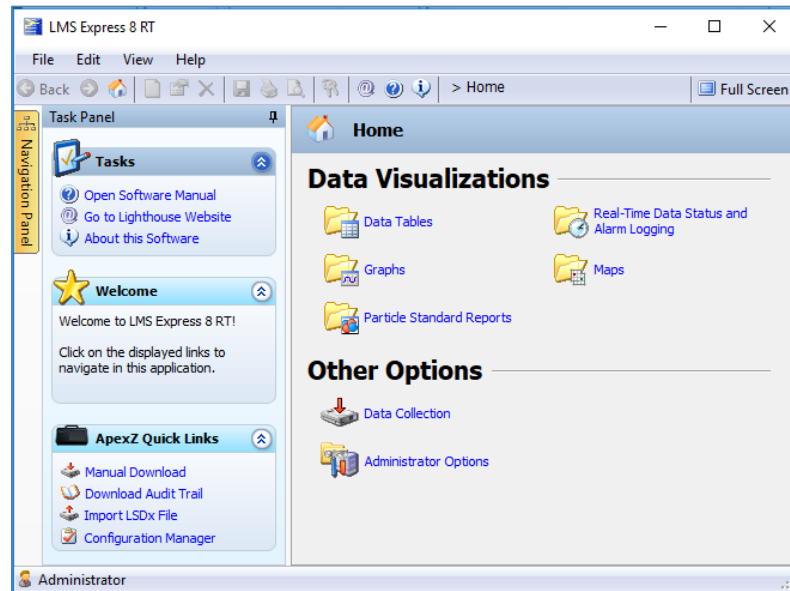 LMS Express 8 RT
File Edit View Help
Back > Home Full Screen
Navigation Panel
Task Panel
Tasks
Open Software Manual
Go to Lighthouse Website
About this Software
Welcome
Welcome to LMS Express 8 RT!
Click on the displayed links to
navigate in this application.
ApexZ Quick Links
Manual Download
Download Audit Trail
Import LSDx File
Configuration Manager
Home
Data Visualizations
Data Tables
Real-Time Data Status and
Alarm Logging
Graphs
Maps
Particle Standard Reports
Other Options
Data Collection
Administrator Options
Administrator